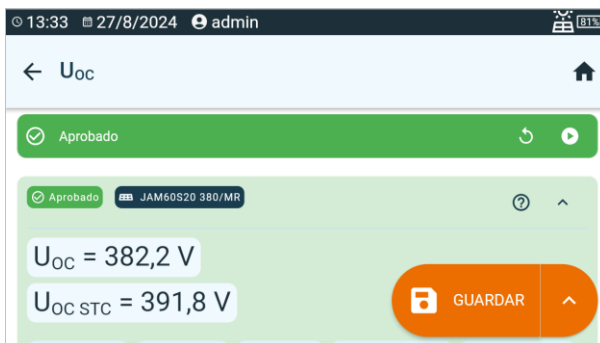 13:33 27/8/2024 admin 81%
Uoc
Aprobado
Aprobado JAM60S20 380/MR
Uoc = 382,2 V
Uoc STC = 391,8 V
GUARDAR